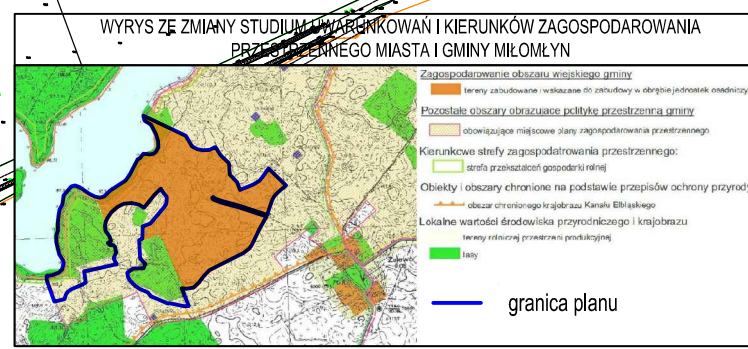 WYRYS ZE ZMIANY STUDIUM UWARUNKOWAŃ I KIERUNKÓW ZAGOSPODAROWANIA
PRZESTRZENNEGO MIASTA I GMINY MIŁOMŁYN
Zagospodarowanie obszaru wiejskiego gminy
tereny zabudowane i wskazane do zabudowy w obrębie jednostek osadniczy
Pozostałe obszary obrazujące politykę przestrzenną gminy
obowiązujące miejscowe plany zagospodarowania przestrzennego
Kierunkowe strefy zagospodatrowania przestrzennego:
strefa przekształceń gospodarki rolnej
Obiekty i obszary chronione na podstawie przepisów ochrony przyrody
obszar chronionego krajobrazu Kanału Elbląskiego
Lokalne wartości środowiska przyrodniczego i krajobrazu
tereny rolniczej przestrzeni produkcyjnej
lasy
granica planu